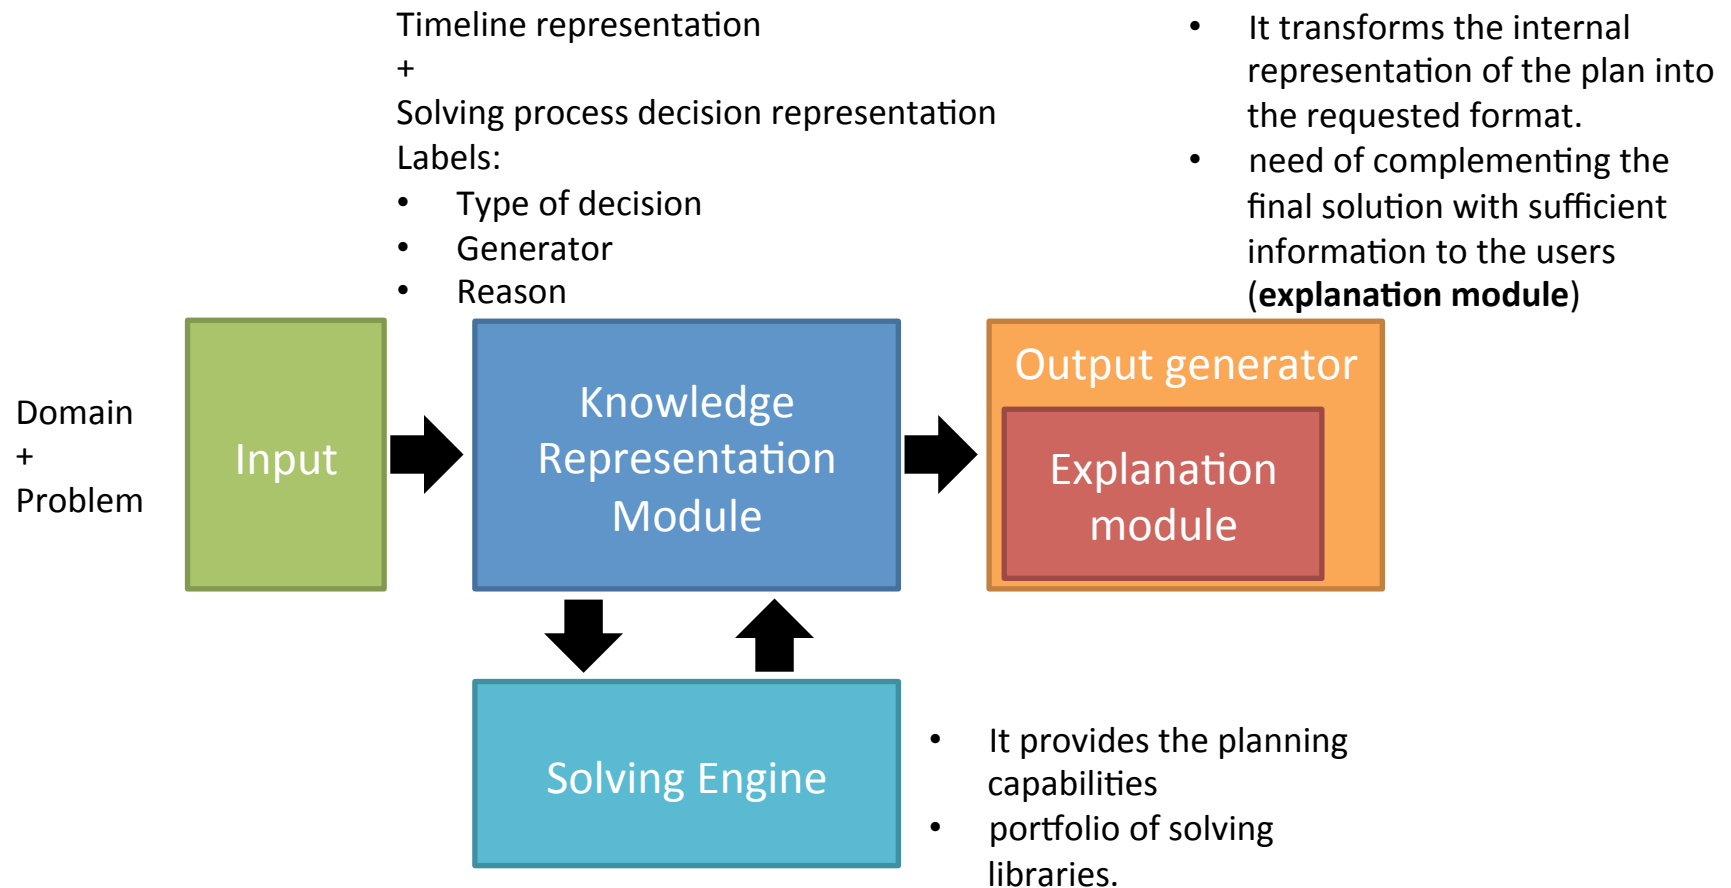 Timeline representation
+
Solving process decision representation
Labels:
• Type of decision
• Generator
• Reason
• It transforms the internal
representation of the plan into
the requested format.
• need of complementing the
final solution with sufficient
information to the users
(explanation module)
Domain
+
Problem
Input
Knowledge
Representation
Module
Output generator
Explanation
module
Solving Engine
• It provides the planning
capabilities
• portfolio of solving
libraries.